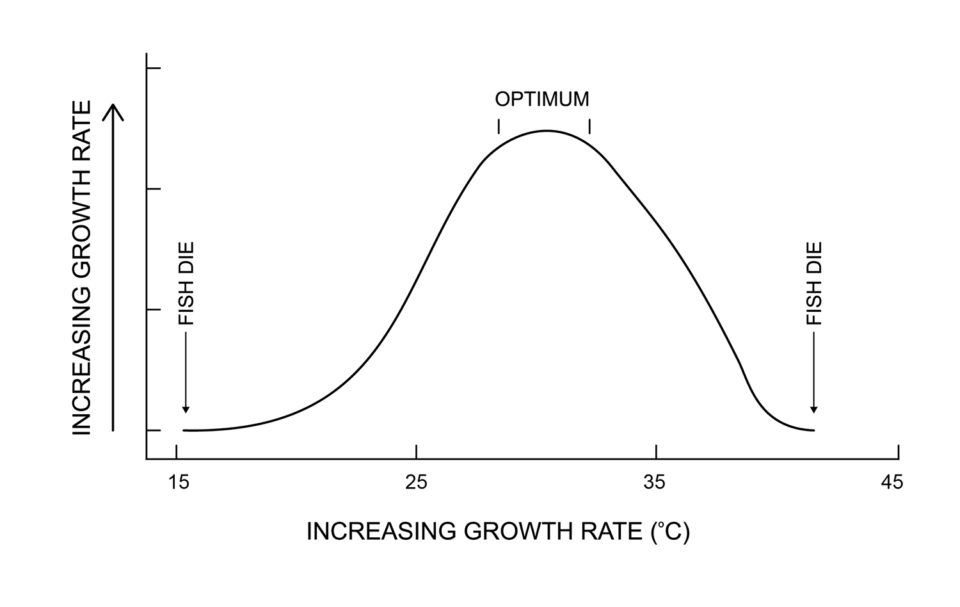 OPTIMUM
INCREASING GROWTH RATE
FISH DIE
FISH DIE
15
25
35
45
INCREASING GROWTH RATE (°C)